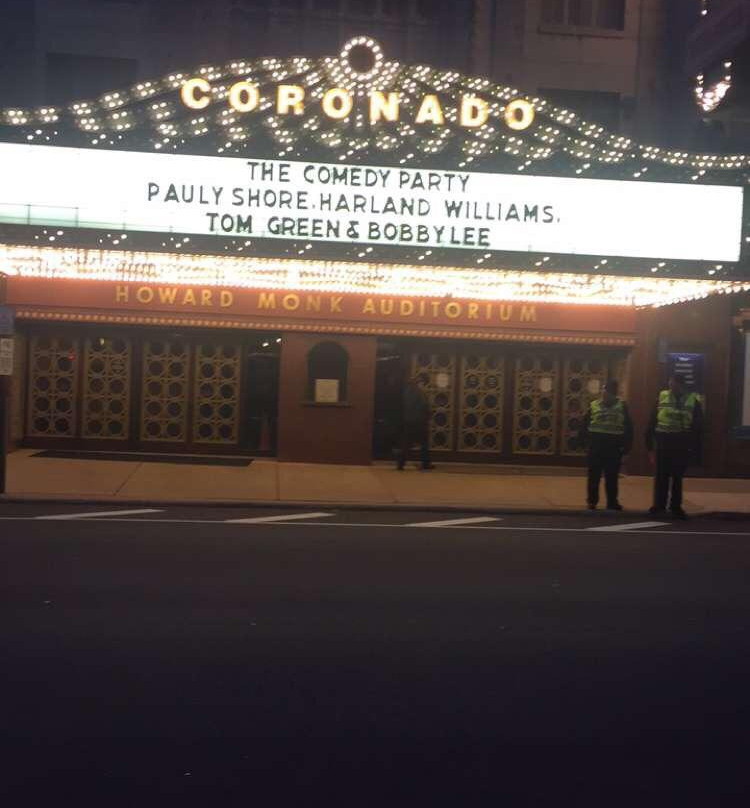 CORONADO
THE COMEDY PARTY
PAULY SHORE.HARLAND WILLIAMS.
TOM GREEN & BOBBY LEE
HOWARD MONK AUDITORIUM